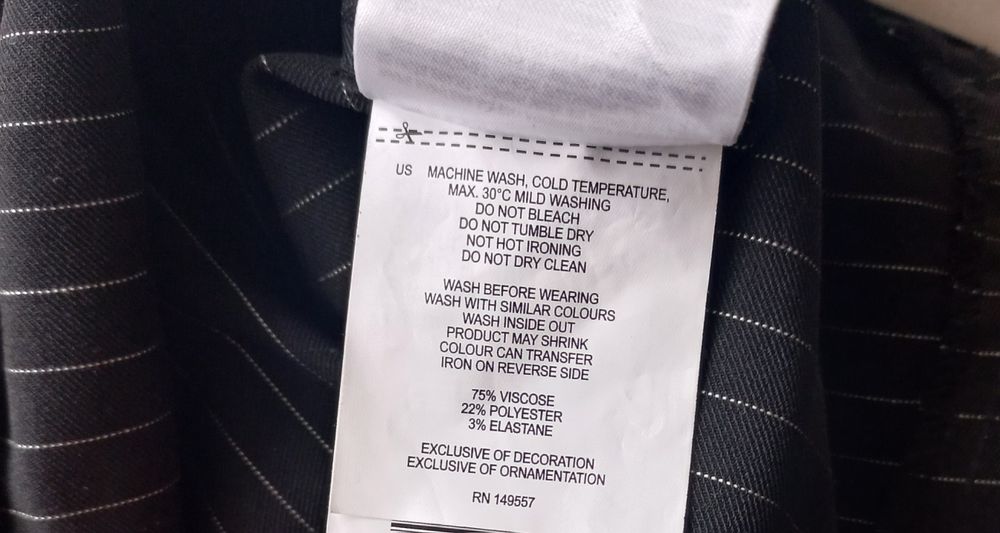 US MACHINE WASH, COLD TEMPERATURE,
MAX. 30°C MILD WASHING
DO NOT BLEACH
DO NOT TUMBLE DRY
NOT HOT IRONING
DO NOT DRY CLEAN
WASH BEFORE WEARING
WASH WITH SIMILAR COLOURS
WASH INSIDE OUT
PRODUCT MAY SHRINK
COLOUR CAN TRANSFER
IRON ON REVERSE SIDE
75% VISCOSE
22% POLYESTER
3% ELASTANE
EXCLUSIVE OF DECORATION
EXCLUSIVE OF ORNAMENTATION
RN 149557